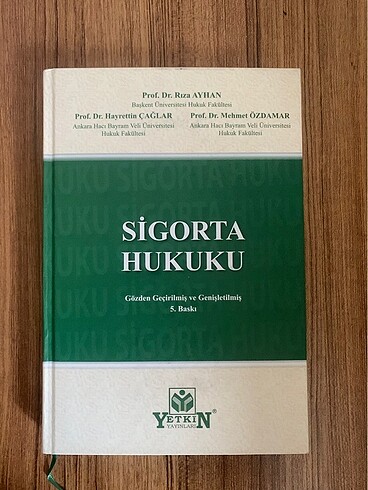 Prof. Dr. Rıza AYHAN
Başkent Üniversitesi Hukuk Fakültesi
Prof. Dr. Hayrettin ÇAĞLAR
Ankara Hacı Bayram Veli Üniversitesi
Hukuk Fakültesi
Prof. Dr. Mehmet ÖZDAMAR
Ankara Hacı Bayram Veli Üniversitesi
Hukuk Fakültesi
SİGORTA
HUKUKU
Gözden Geçirilmiş ve Genişletilmiş
5. Baskı
YETKİN®
YAYINLARI